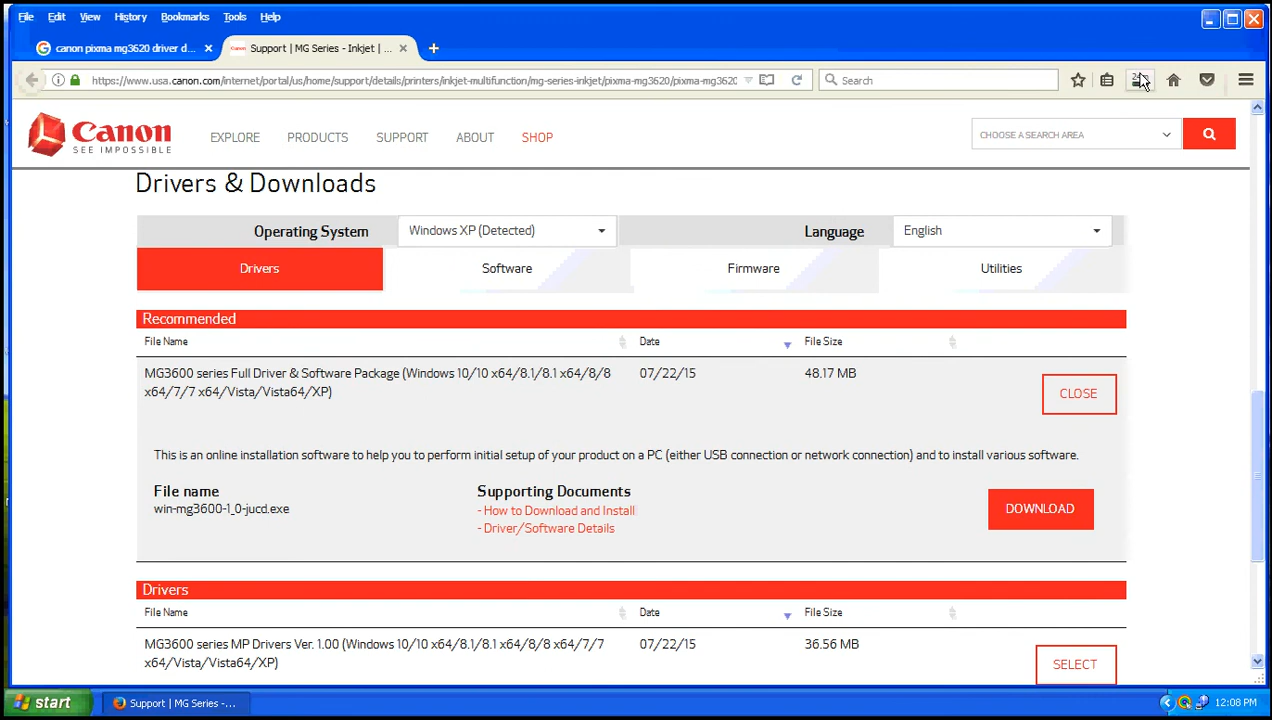 File Edit View History Bookmarks Tools Help
canon pixma mg3620 driver d... Support | MG Series - Inkjet | ...
https://www.usa.canon.com/internet/portal/us/home/support/details/printers/inkjet-multifunction/mg-series-inkjet/pixma-mg3620/pixma-mg3620 Search
Canon
SEE IMPOSSIBLE
EXPLORE PRODUCTS SUPPORT ABOUT SHOP
CHOOSE A SEARCH AREA
Drivers & Downloads
Operating System Windows XP (Detected) Language English
Drivers Software Firmware Utilities
Recommended
File Name Date File Size
MG3600 series Full Driver & Software Package (Windows 10/10 x64/8.1/8.1 x64/8/8 07/22/15 48.17 MB
x64/7/7 x64/Vista/Vista64/XP)
CLOSE
This is an online installation software to help you to perform initial setup of your product on a PC (either USB connection or network connection) and to install various software.
File name Supporting Documents
win-mg3600-1_0-jucd.exe - How to Download and Install DOWNLOAD
- Driver/Software Details
Drivers
File Name Date File Size
MG3600 series MP Drivers Ver. 1.00 (Windows 10/10 x64/8.1/8.1 x64/8/8 x64/7/7 07/22/15 36.56 MB
x64/Vista/Vista64/XP)
SELECT
start Support | MG Series -... 12:08 PM